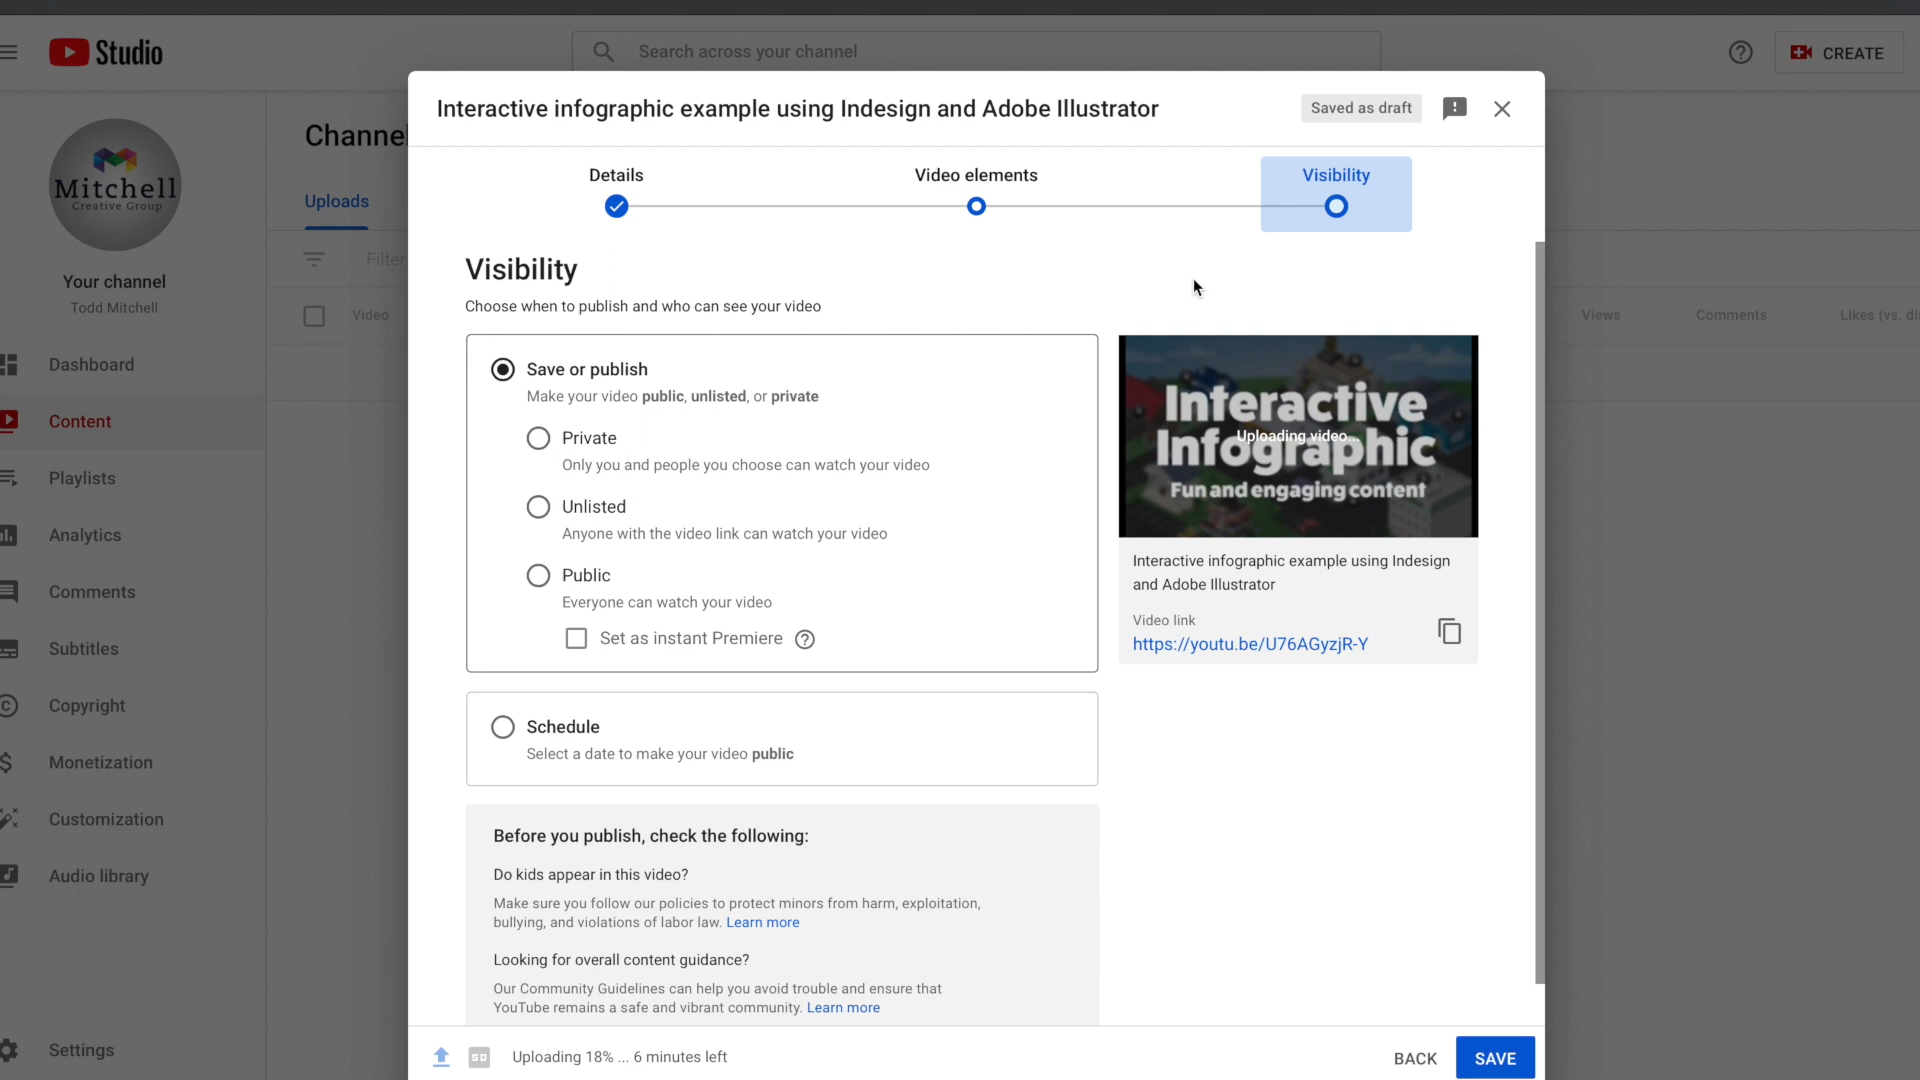 Studio
Search across your channel
CREATE
Interactive infographic example using Indesign and Adobe Illustrator
Saved as draft
Channel
Details
Video elements
Visibility
Mitchell
Creative Group
Uploads
Filter
Visibility
Choose when to publish and who can see your video
Your channel
Todd Mitchell
Video
Views
Comments
Likes (vs. di
Dashboard
Content
Playlists
Analytics
Comments
Subtitles
Copyright
Monetization
Customization
Audio library
Settings
Save or publish
Make your video public, unlisted, or private
Private
Only you and people you choose can watch your video
Unlisted
Anyone with the video link can watch your video
Public
Everyone can watch your video
Set as instant Premiere
Interactive
Infographic
Uploading video...
Fun and engaging content
Interactive infographic example using Indesign
and Adobe Illustrator
Video link
https://youtu.be/U76AGyzjR-Y
Schedule
Select a date to make your video public
Before you publish, check the following:
Do kids appear in this video?
Make sure you follow our policies to protect minors from harm, exploitation,
bullying, and violations of labor law. Learn more
Looking for overall content guidance?
Our Community Guidelines can help you avoid trouble and ensure that
YouTube remains a safe and vibrant community. Learn more
SD
Uploading 18% ... 6 minutes left
BACK
SAVE